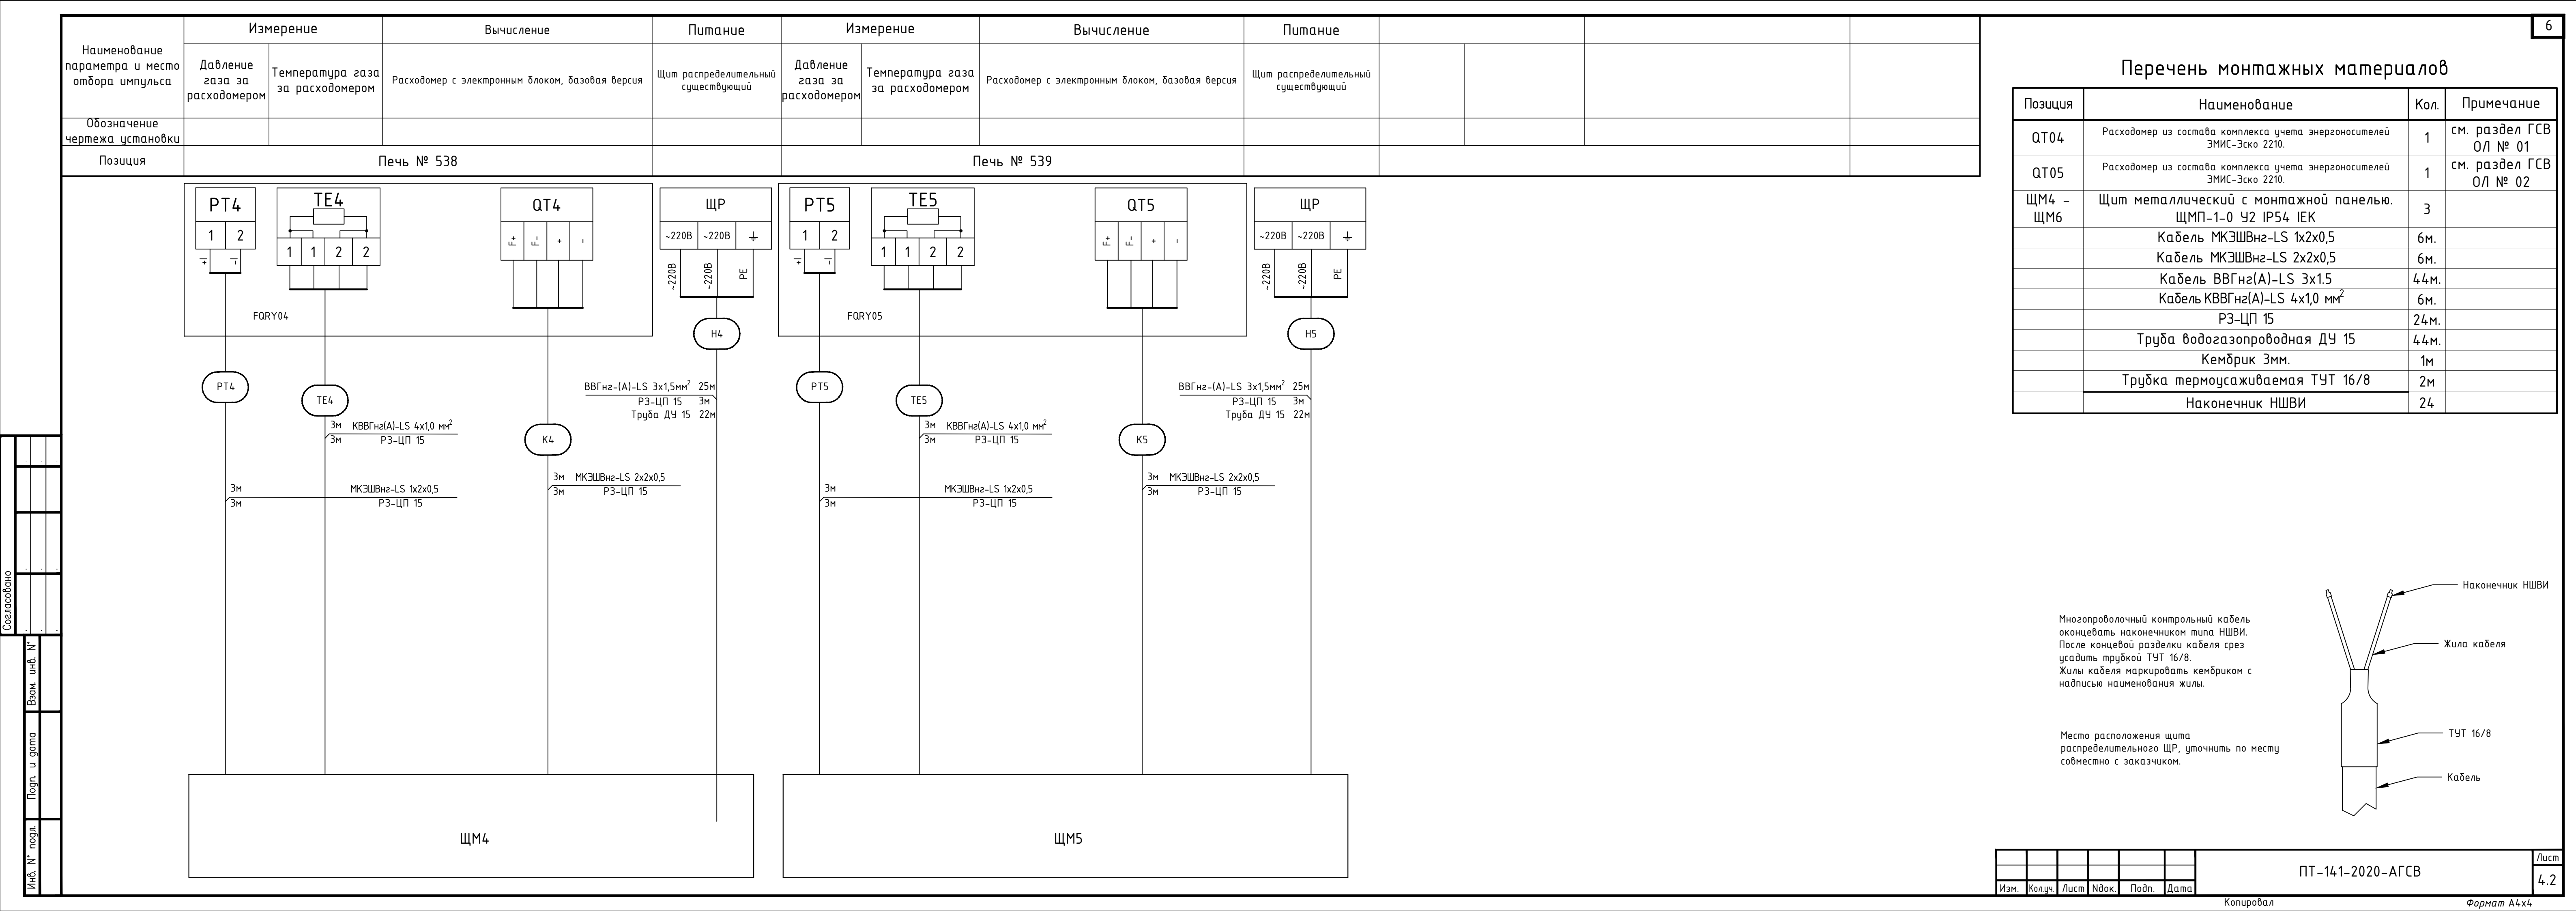 6
Наименование
параметра и место
отбора импульса
Измерение
Вычисление
Питание
Измерение
Вычисление
Питание
Давление
газа за
расходомером
Температура газа
за расходомером
Расходомер с электронным блоком, базовая версия
Щит распределительный
существующий
Давление
газа за
расходомером
Температура газа
за расходомером
Расходомер с электронным блоком, базовая версия
Щит распределительный
существующий
Обозначение
чертежа установки
Позиция
Печь № 538
Печь № 539
PT4
1 2
+I -I
TE4
1 1 2 2
QT4
F+ F- + -
FQRY04
ЩР
~220В ~220В
~220В ~220В PE
H4
PT4
TE4
K4
ВВГнг-(А)-LS 3х1,5мм² 25м
РЗ-ЦП 15 3м
Труба ДУ 15 22м
3м КВВГнг(А)-LS 4х1,0 мм²
3м РЗ-ЦП 15
3м МКЭШВнг-LS 2х2х0,5
3м РЗ-ЦП 15
3м МКЭШВнг-LS 1х2х0,5
3м РЗ-ЦП 15
ЩМ4
PT5
1 2
+I -I
TE5
1 1 2 2
QT5
F+ F- + -
FQRY05
ЩР
~220В ~220В
~220В ~220В PE
H5
PT5
TE5
K5
ВВГнг-(А)-LS 3х1,5мм² 25м
РЗ-ЦП 15 3м
Труба ДУ 15 22м
3м КВВГнг(А)-LS 4х1,0 мм²
3м РЗ-ЦП 15
3м МКЭШВнг-LS 2х2х0,5
3м РЗ-ЦП 15
3м МКЭШВнг-LS 1х2х0,5
3м РЗ-ЦП 15
ЩМ5
Перечень монтажных материалов
Позиция Наименование Кол. Примечание
QT04 Расходомер из состава комплекса учета энергоносителей
ЭМИС-Эско 2210. 1 см. раздел ГСВ
ОЛ № 01
QT05 Расходомер из состава комплекса учета энергоносителей
ЭМИС-Эско 2210. 1 см. раздел ГСВ
ОЛ № 02
ЩМ4 - Щит металлический с монтажной панелью.
ЩМ6 ЩМП-1-0 У2 IP54 IEK 3
Кабель МКЭШВнг-LS 1х2х0,5 6м.
Кабель МКЭШВнг-LS 2х2х0,5 6м.
Кабель ВВГнг(А)-LS 3х1.5 44м.
Кабель КВВГнг(А)-LS 4х1,0 мм² 6м.
РЗ-ЦП 15 24м.
Труба водогазопроводная ДУ 15 44м.
Кембрик 3мм. 1м
Трубка термоусаживаемая ТУТ 16/8 2м
Наконечник НШВИ 24
Многопроволочный контрольный кабель
оконцевать наконечником типа НШВИ.
После концевой разделки кабеля срез
усадить трубкой ТУТ 16/8.
Жилы кабеля маркировать кембриком с
надписью наименования жилы.
Место расположения щита
распределительного ЩР, уточнить по месту
совместно с заказчиком.
Наконечник НШВИ
Жила кабеля
ТУТ 16/8
Кабель
Согласовано
Взам. инв. N°
Подп. и дата
Инв. N° подл.
Изм. Кол.уч. Лист Nдок. Подп. Дата
ПТ-141-2020-АГСВ
Лист
4.2
Копировал
Формат А4х4